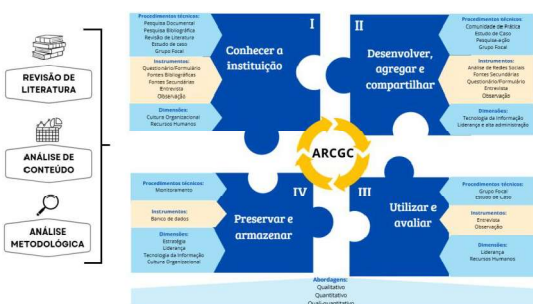 REVISÃO DE
LITERATURA
ANÁLISE DE
CONTEÚDO
ANÁLISE
METODOLÓGICA
Procedimentos técnicos:
Pesquisa Documental
Pesquisa Bibliográfica
Revisão de Literatura
Estudo de caso
Grupo Focal
Instrumentos:
Questionário/Formulário
Fontes Bibliográficas
Fontes Secundárias
Entrevista
Observação
Dimensões:
Cultura Organizacional
Recursos Humanos
I
Conhecer a
instituição
II
Desenvolver,
agregar e
compartilhar
Procedimentos técnicos:
Comunidade de Prática
Estudo de Caso
Pesquisa-ação
Grupo Focal
Instrumentos:
Análise de Redes Sociais
Fontes Secundárias
Questionário/Formulário
Entrevista
Observação
Dimensões:
Tecnologia da Informação
Liderança e alta administração
ARCGC
Procedimentos técnicos:
Monitoramento
Instrumentos:
Banco de dados
Dimensões:
Estratégia
Liderança
Tecnologia da Informação
Cultura Organizacional
IV
Preservar e
armazenar
III
Utilizar e
avaliar
Procedimentos técnicos:
Grupo Focal
Estudo de Caso
Instrumentos:
Entrevista
Observação
Dimensões:
Liderança
Recursos Humanos
Abordagens:
Qualitativo
Quantitativo
Quali-quantitativo